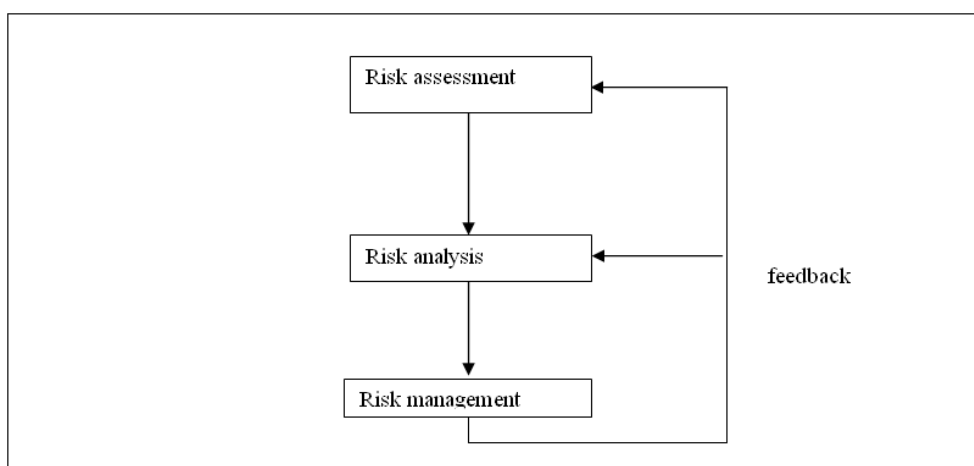 Risk assessment
Risk analysis
feedback
Risk management